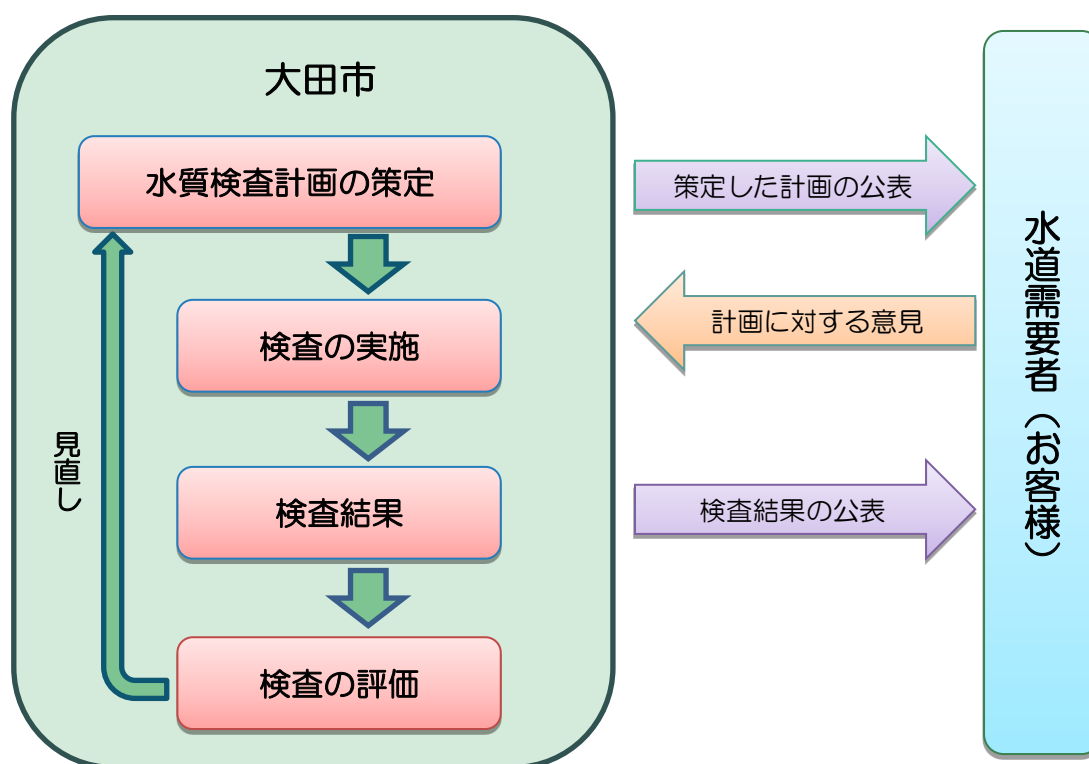 大田市
水質検査計画の策定
検査の実施
検査結果
検査の評価
見直し
策定した計画の公表
計画に対する意見
検査結果の公表
水道需要者（お客様）